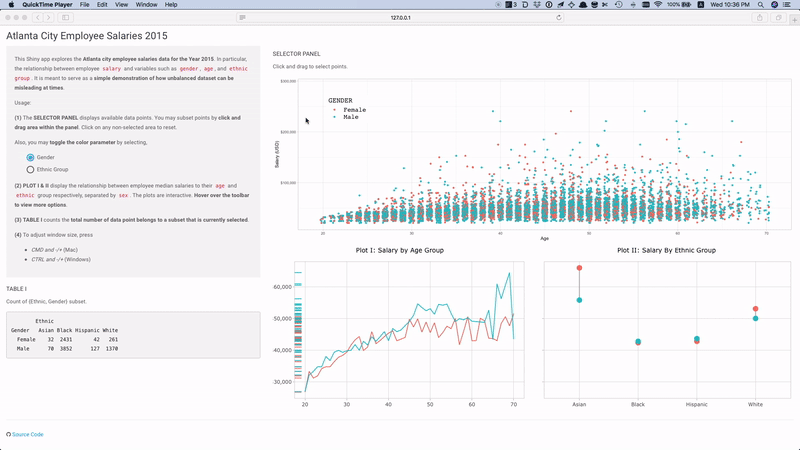 QuickTime Player File Edit View Window Help
3
100%
Wed 10:36 PM
127.0.0.1
Atlanta City Employee Salaries 2015
This Shiny app explores the Atlanta city employee salaries data for the Year 2015. In particular,
the relationship between employee salary and variables such as gender, age, and ethnic
group. It is meant to serve as a simple demonstration of how unbalanced dataset can be
misleading at times.
Usage:
(1) The SELECTOR PANEL displays available data points. You may subset points by click and
drag area within the panel. Click on any non-selected area to reset.
Also, you may toggle the color parameter by selecting,
Gender
Ethnic Group
(2) PLOT I & II display the relationship between employee median salaries to their age and
ethnic group respectively, separated by sex. The plots are interactive. Hover over the toolbar
to view more options.
(3) TABLE I counts the total number of data point belongs to a subset that is currently selected.
(4) To adjust window size, press
• CMD and -/+ (Mac)
• CTRL and -/+ (Windows)
TABLE I
Count of (Ethnic, Gender) subset.
Ethnic
Gender Asian Black Hispanic White
Female 32 2431 42 261
Male 70 3852 127 1370
Source Code
SELECTOR PANEL
Click and drag to select points.
$300,000
$200,000
$100,000
Salary (USD)
GENDER
Female
Male
20 30 40 50 60 70
Age
Plot I: Salary by Age Group
60,000
50,000
40,000
30,000
20 30 40 50 60 70
Plot II: Salary By Ethnic Group
Asian Black Hispanic White